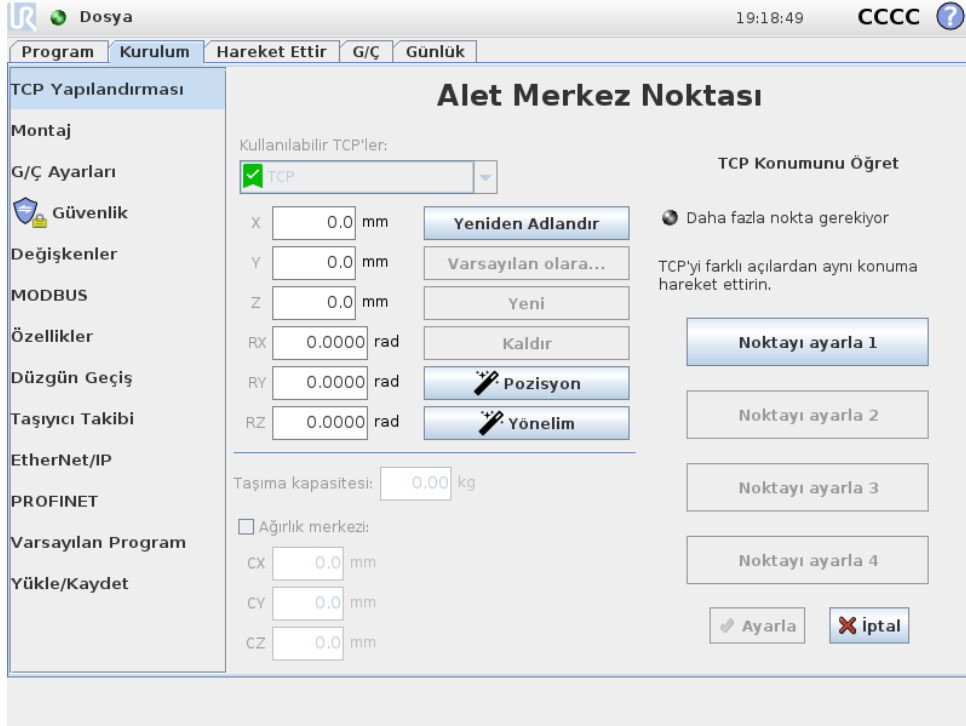 UR Dosya 19:18:49 CCCC ?
Program Kurulum Hareket Ettir G/Ç Günlük
TCP Yapılandırması
Montaj
G/Ç Ayarları
Güvenlik
Değişkenler
MODBUS
Özellikler
Düzgün Geçiş
Taşıyıcı Takibi
EtherNet/IP
PROFINET
Varsayılan Program
Yükle/Kaydet
Alet Merkez Noktası
Kullanılabilir TCP'ler:
TCP
X 0.0 mm Yeniden Adlandır
Y 0.0 mm Varsayılan olara...
Z 0.0 mm Yeni
RX 0.0000 rad Kaldır
RY 0.0000 rad Pozisyon
RZ 0.0000 rad Yönelim
Taşıma kapasitesi: 0.00 kg
Ağırlık merkezi:
CX 0.0 mm
CY 0.0 mm
CZ 0.0 mm
TCP Konumunu Öğret
Daha fazla nokta gerekiyor
TCP'yi farklı açılardan aynı konuma
hareket ettirin.
Noktayı ayarla 1
Noktayı ayarla 2
Noktayı ayarla 3
Noktayı ayarla 4
Ayarla İptal